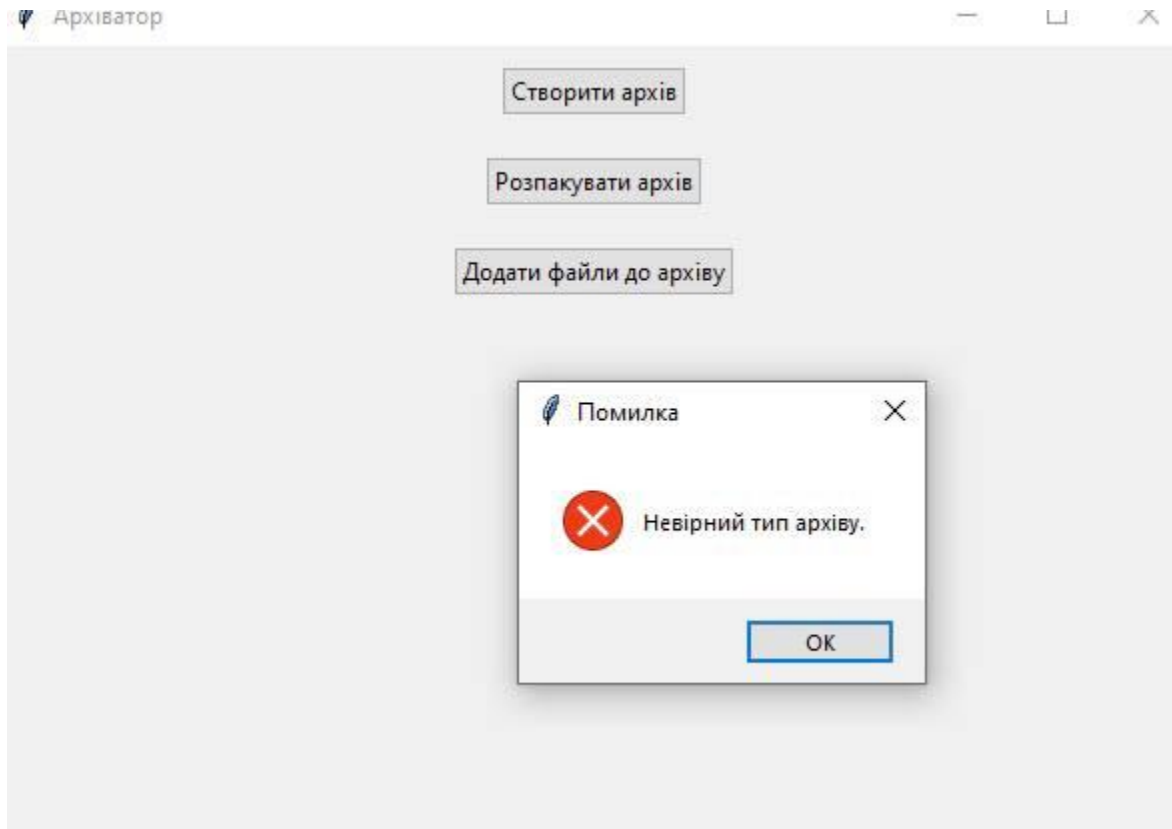 Архіватор
Створити архів
Розпакувати архів
Додати файли до архіву
Помилка
Невірний тип архіву.
OK